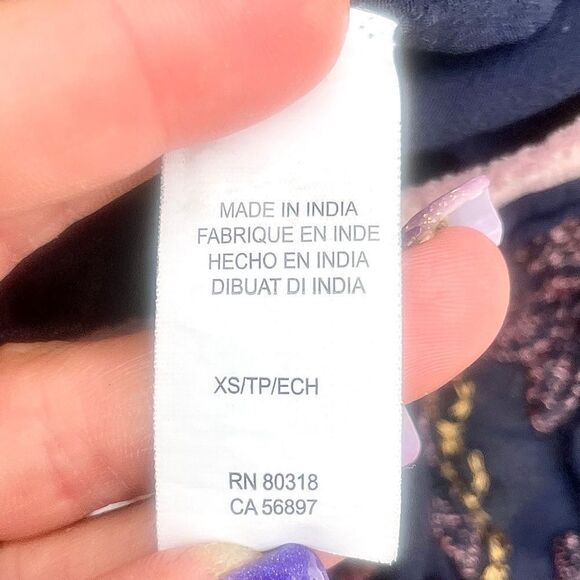 MADE IN INDIA
FABRIQUE EN INDE
HECHO EN INDIA
DIBUAT DI INDIA
XS/TP/ECH
RN 80318
CA 56897